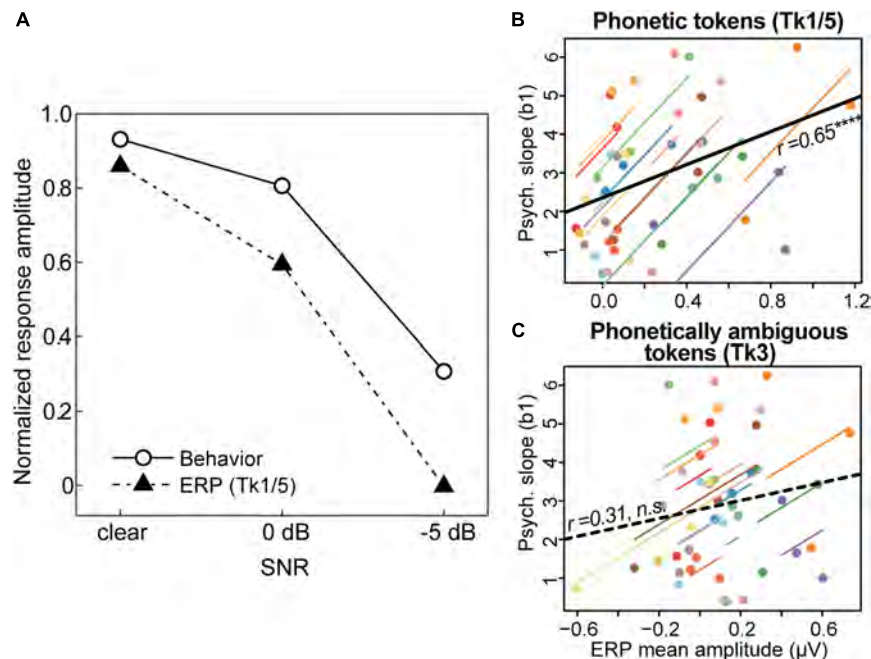 A
Normalized response amplitude
1.0
0.8
0.6
0.4
0.2
0
Behavior
ERP (Tk1/5)
clear
0 dB
-5 dB
SNR
B
Phonetic tokens (Tk1/5)
Psych. slope (b1)
6
5
4
3
2
1
r=0.65****
0.0
0.4
0.8
1.2
C
Phonetically ambiguous
tokens (Tk3)
Psych. slope (b1)
6
5
4
3
2
1
r=0.31, n.s.
−0.6
−0.2
0.2
0.6
ERP mean amplitude (µV)